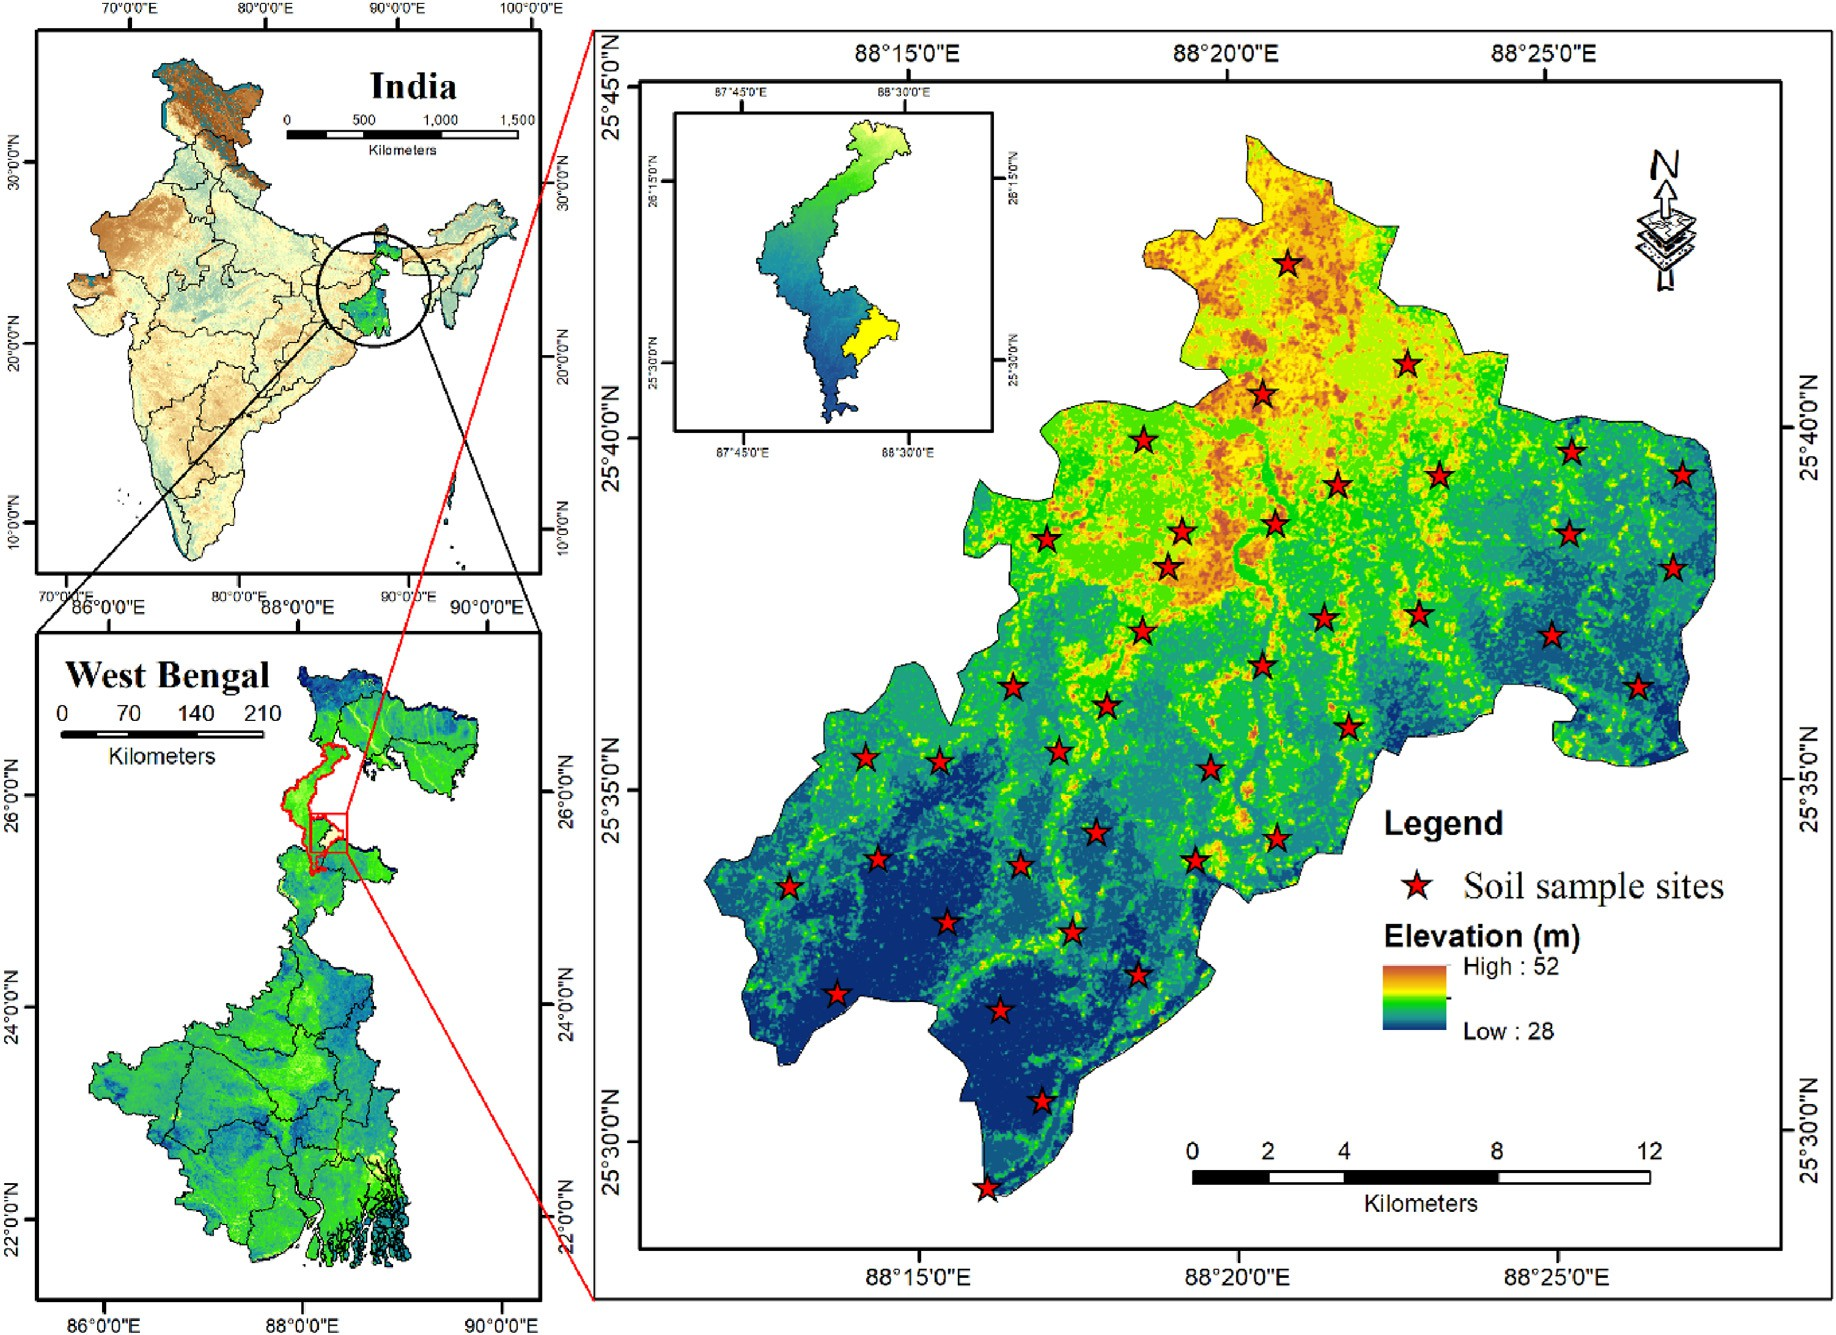 70°0'0"E 80°0'0"E 90°0'0"E 100°0'0"E
India
0 500 1,000 1,500
Kilometers
30°0'0"N
20°0'0"N
10°0'0"N
30°0'0"N
20°0'0"N
10°0'0"N
70°0'0"E 80°0'0"E 90°0'0"E
86°0'0"E 88°0'0"E 90°0'0"E
West Bengal
0 70 140 210
Kilometers
26°0'0"N
24°0'0"N
22°0'0"N
26°0'0"N
24°0'0"N
22°0'0"N
86°0'0"E 88°0'0"E 90°0'0"E
88°15'0"E 88°20'0"E 88°25'0"E
25°45'0"N
25°40'0"N
25°35'0"N
25°30'0"N
87°45'0"E 88°30'0"E
26°15'0"N
25°30'0"N
26°15'0"N
25°30'0"N
87°45'0"E 88°30'0"E
N
25°40'0"N
25°35'0"N
25°30'0"N
Legend
Soil sample sites
Elevation (m)
High : 52
Low : 28
0 2 4 8 12
Kilometers
88°15'0"E 88°20'0"E 88°25'0"E